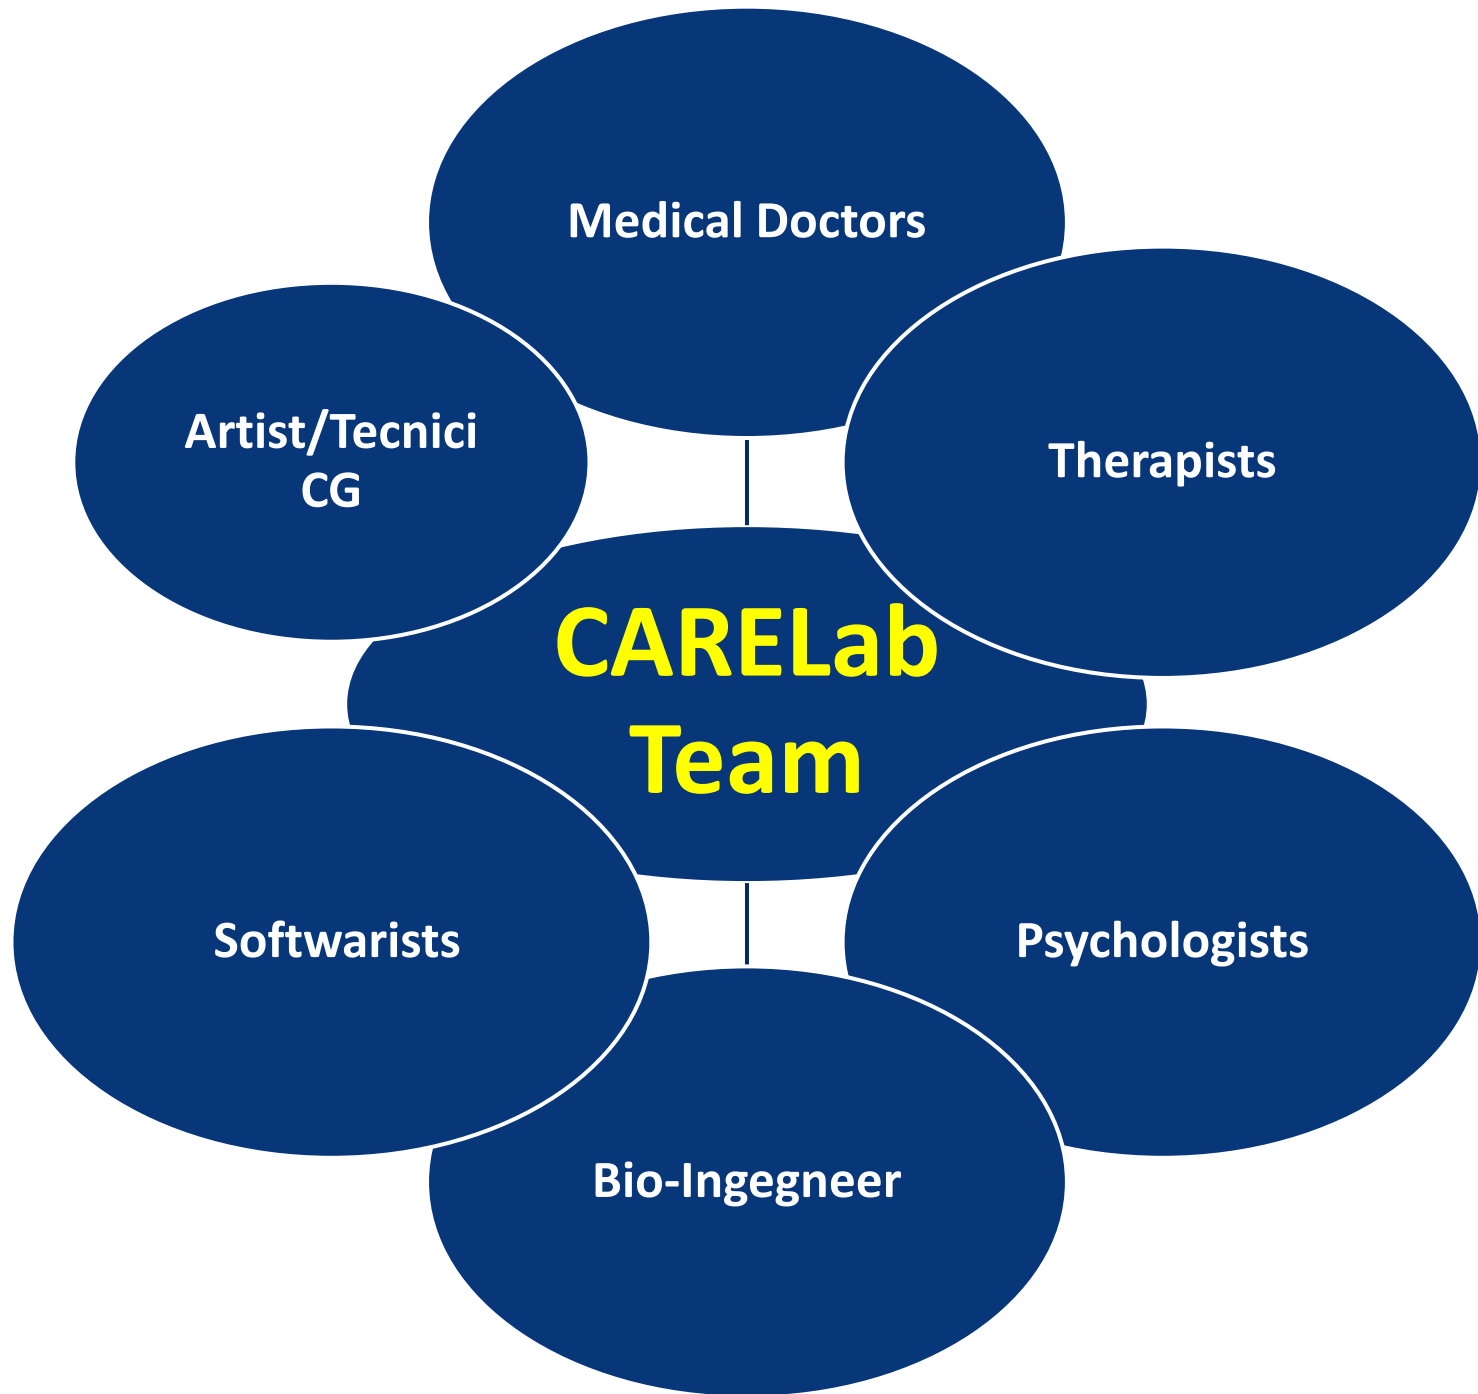 Medical Doctors
Artist/Tecnici
CG
Therapists
CARELab
Team
Softwarists
Psychologists
Bio-Ingegneer